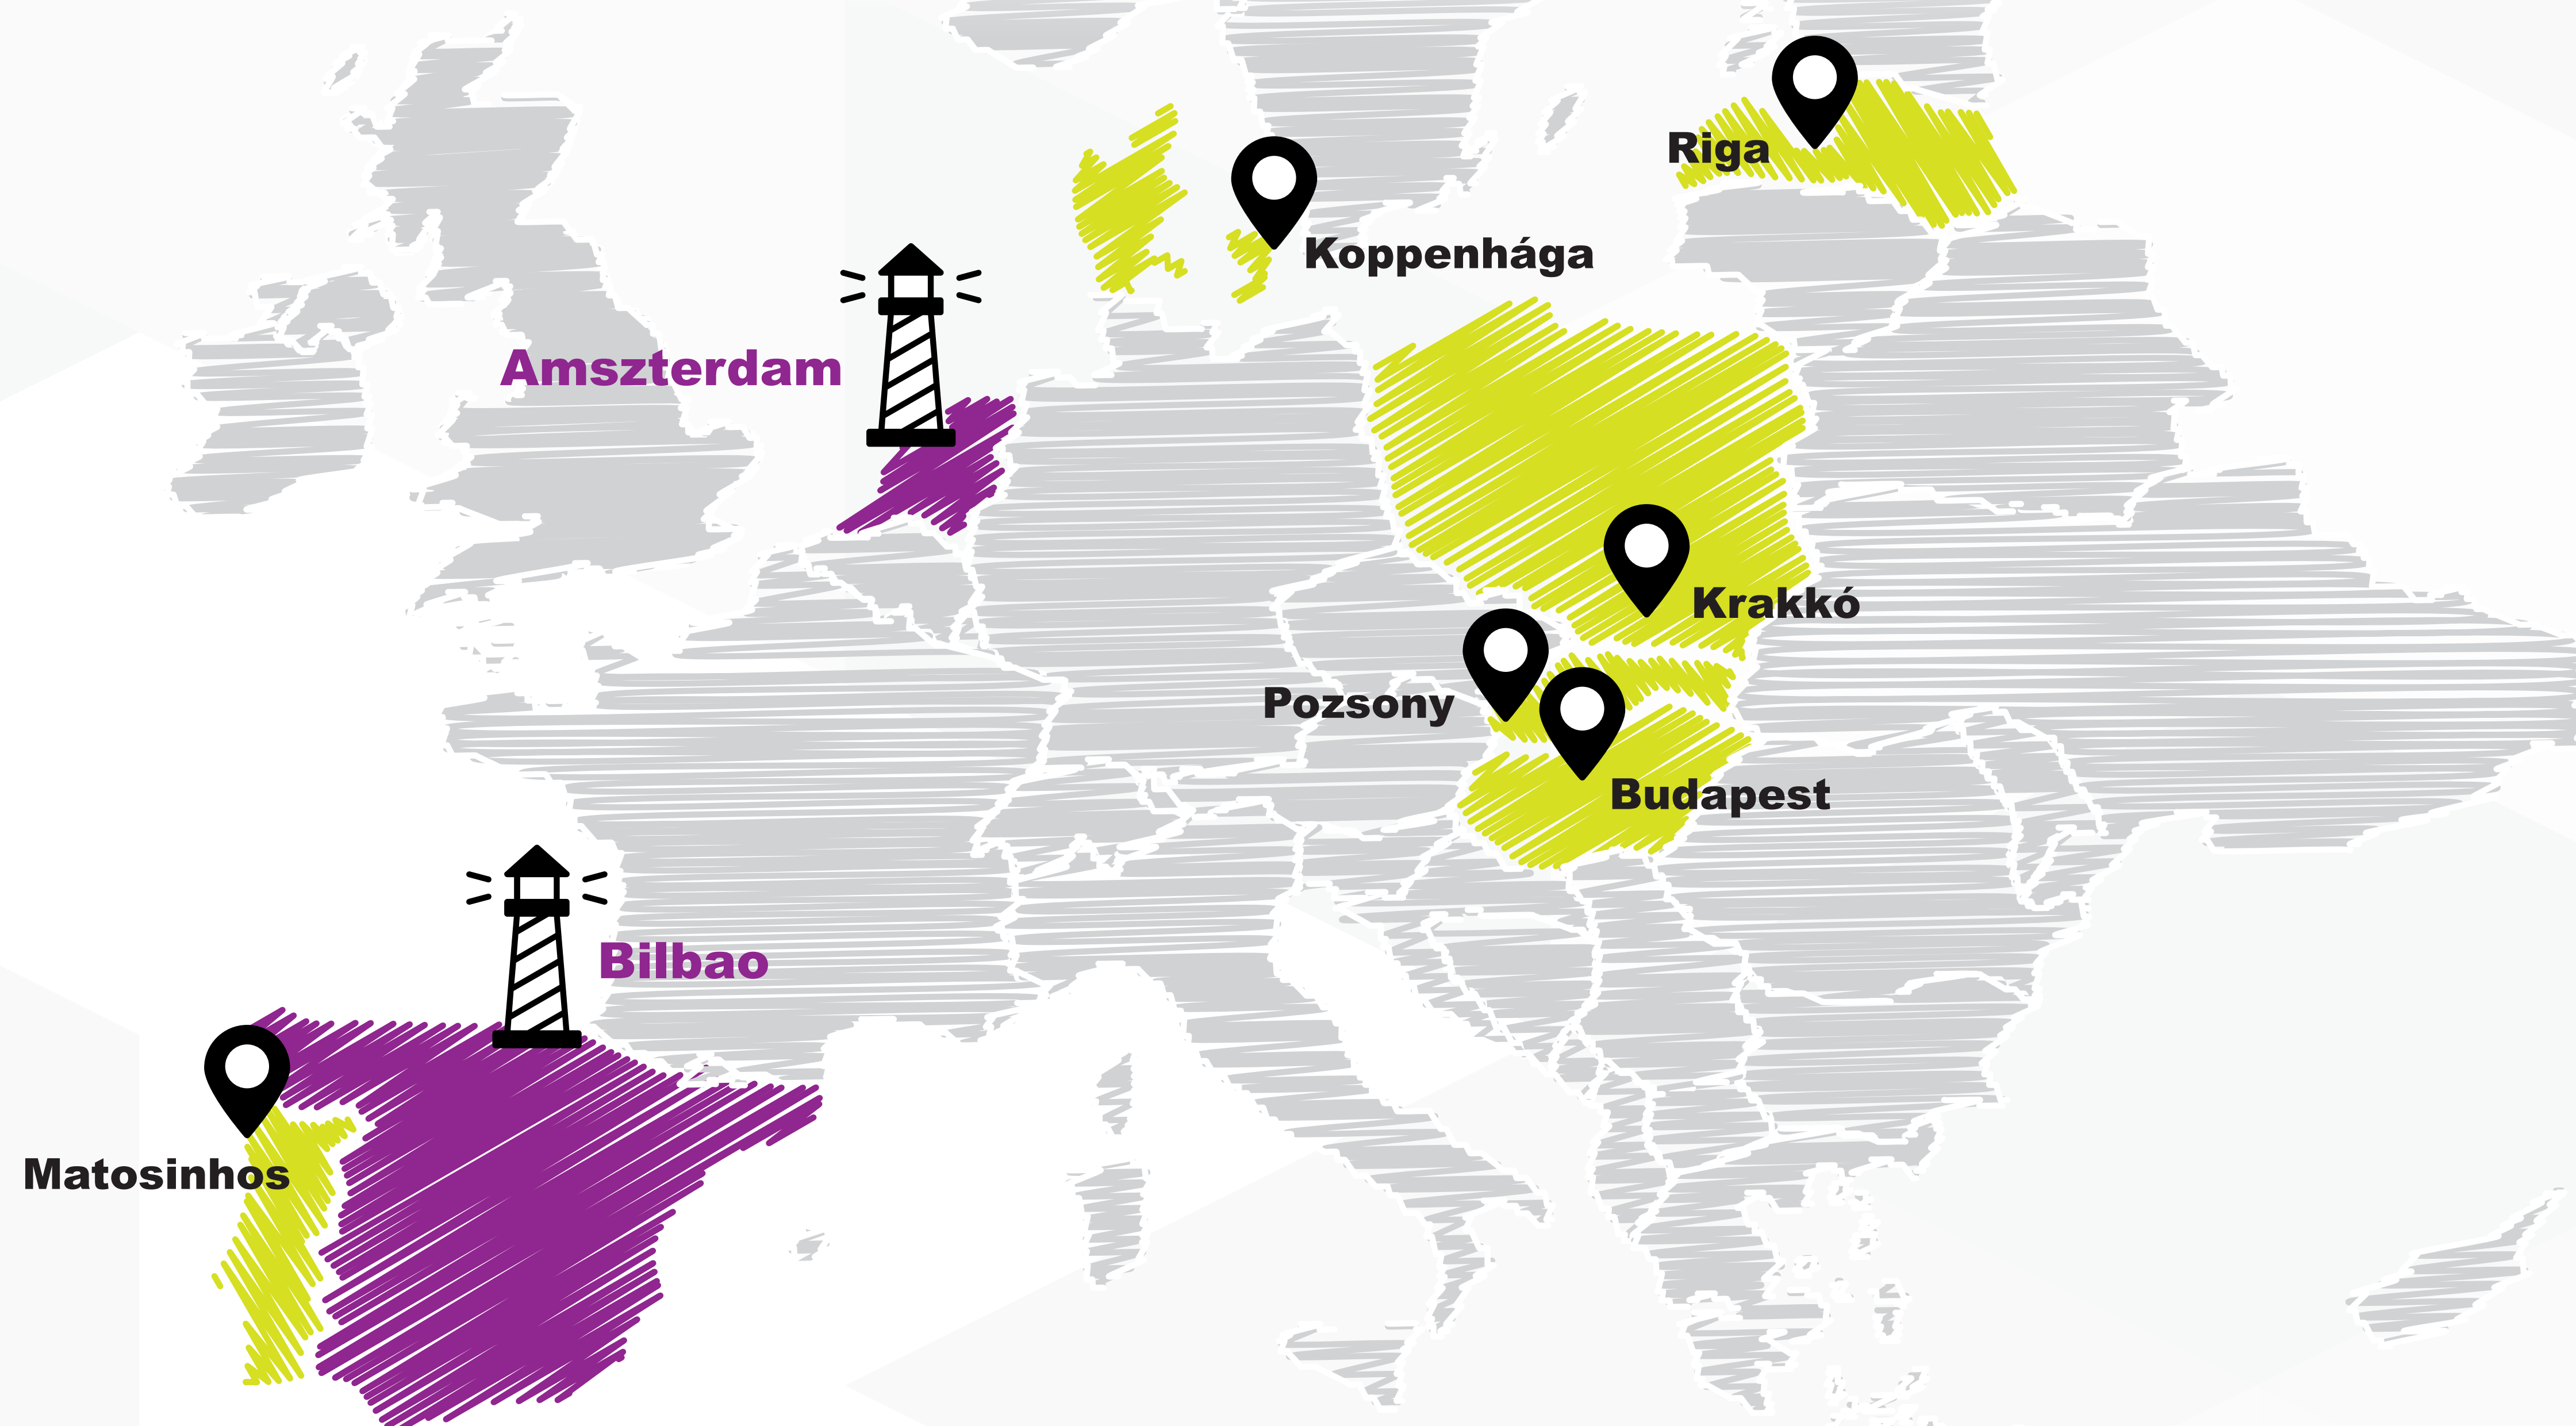 Riga
Koppenhága
Amszterdam
Krakkó
Pozsony
Budapest
Bilbao
Matosinhos